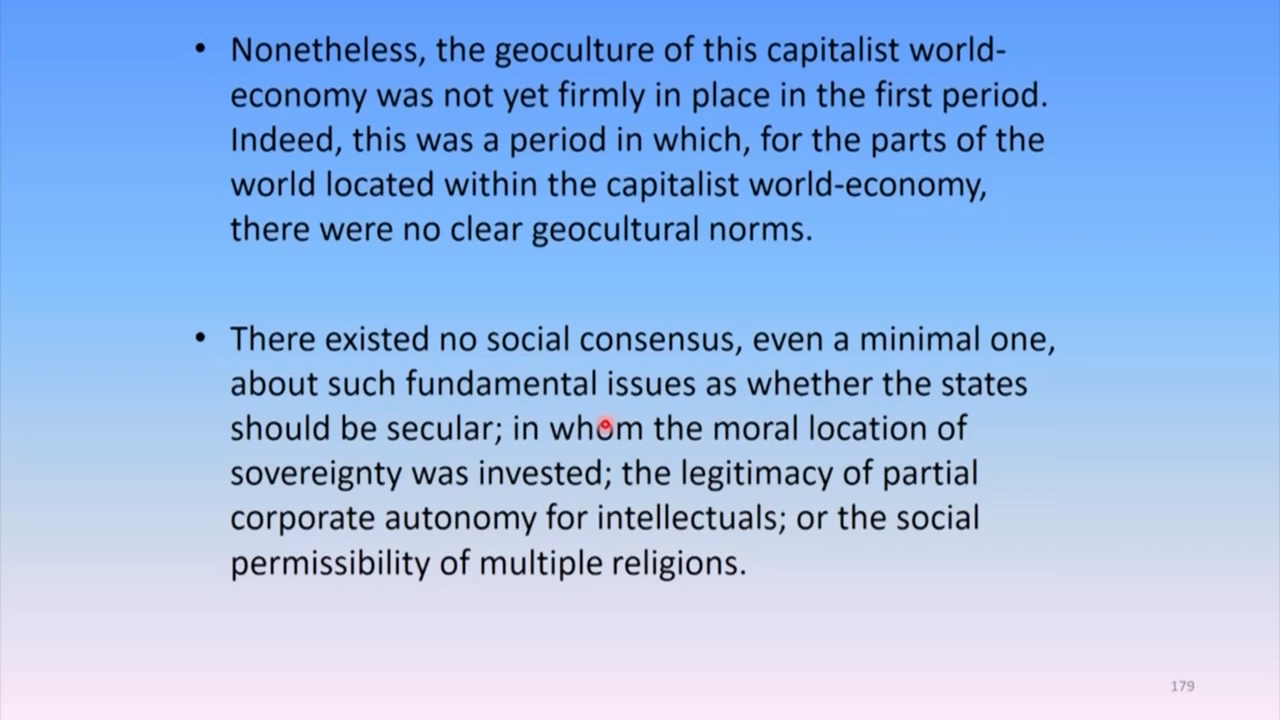 • Nonetheless, the geoculture of this capitalist world-
economy was not yet firmly in place in the first period.
Indeed, this was a period in which, for the parts of the
world located within the capitalist world-economy,
there were no clear geocultural norms.
• There existed no social consensus, even a minimal one,
about such fundamental issues as whether the states
should be secular; in whom the moral location of
sovereignty was invested; the legitimacy of partial
corporate autonomy for intellectuals; or the social
permissibility of multiple religions.
179